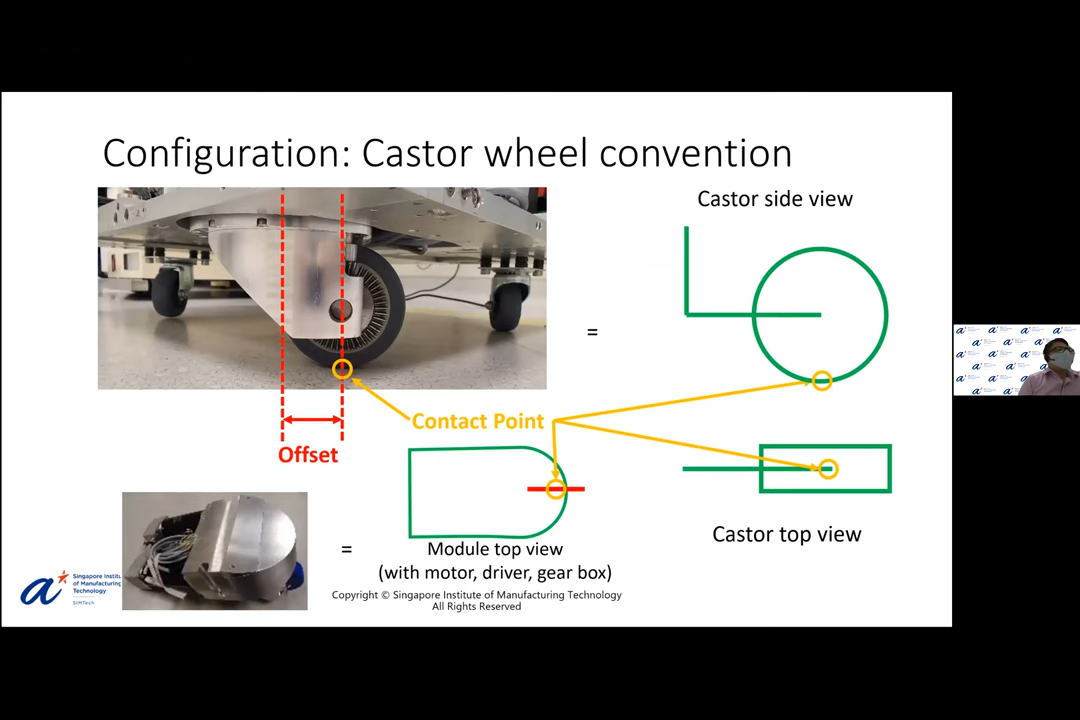 Configuration: Castor wheel convention
Castor side view
=
Contact Point
Offset
Castor top view
=
Module top view
(with motor, driver, gear box)
Singapore Institu
of Manufacturing
Technology
SIMTech
Copyright © Singapore Institute of Manufacturing Technology
All Rights Reserved